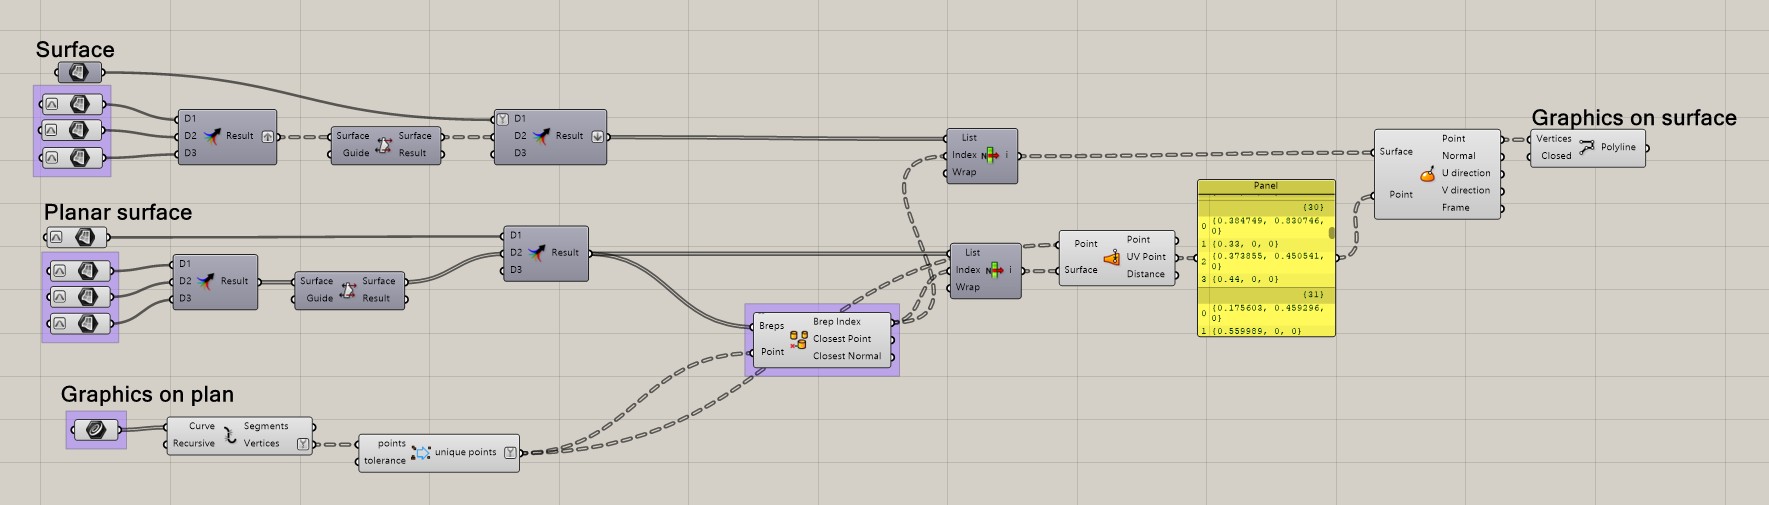 Surface
D1
D2
D3
Result
Surface
Guide
Surface
Result
D1
D2
D3
Result
List
Index
Wrap
N
i
Graphics on surface
Surface
Point
Point
Normal
U direction
V direction
Frame
Vertices
Closed
Polyline
Planar surface
D1
D2
D3
Result
Surface
Guide
Surface
Result
D1
D2
D3
Result
List
Index
Wrap
N
i
Point
Surface
Point
UV Point
Distance
Panel
{30}
0 {0.384749, 0.830746, 0}
1 {0.33, 0, 0}
2 {0.373855, 0.450541, 0}
3 {0.44, 0, 0}
{31}
0 {0.175603, 0.459296, 0}
1 {0.559989, 0, 0}
Breps
Point
Brep Index
Closest Point
Closest Normal
Graphics on plan
Curve
Recursive
Segments
Vertices
points
tolerance
unique points